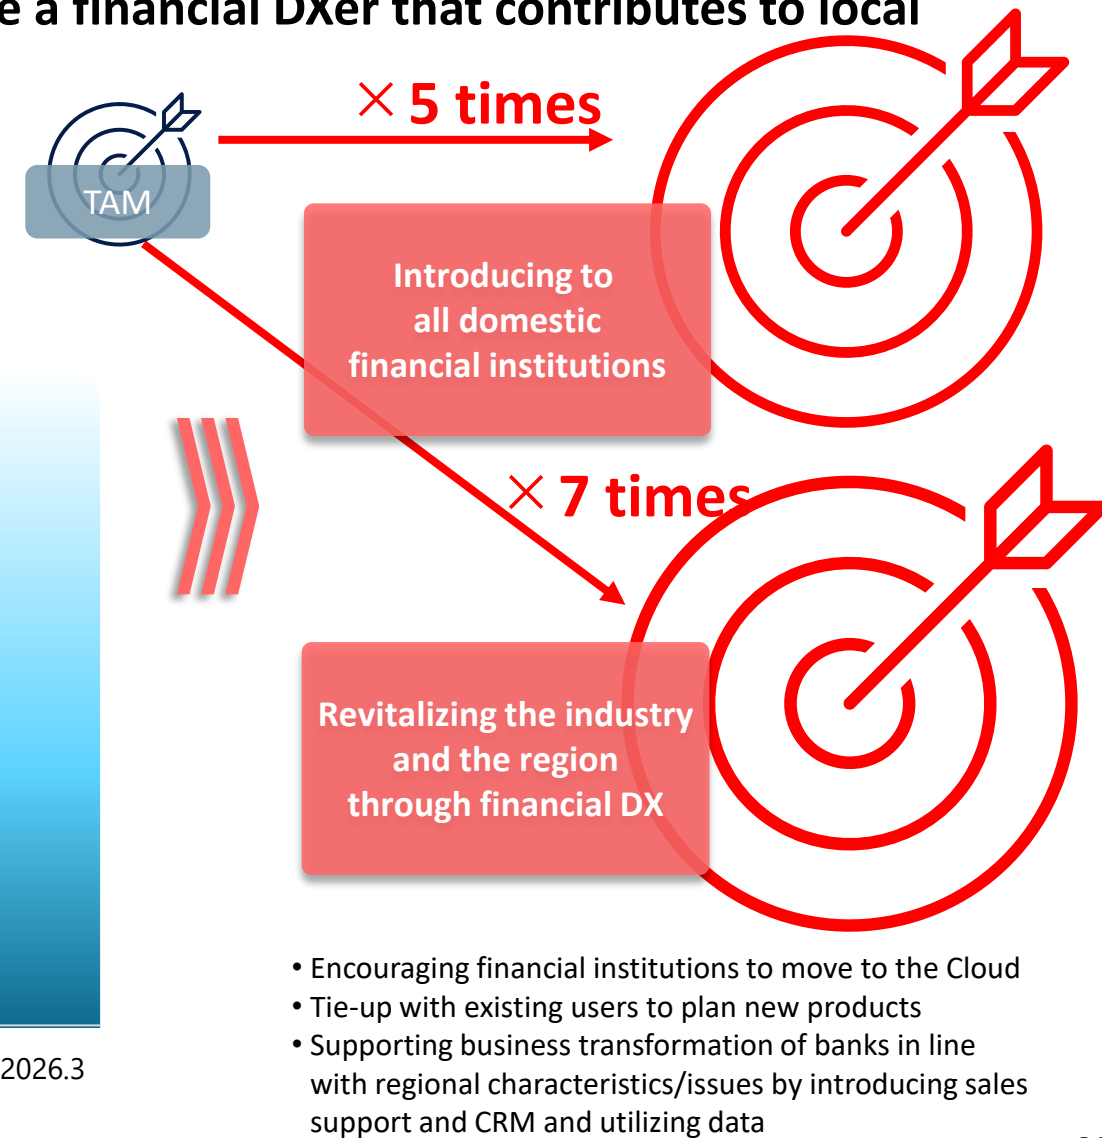 e a financial DXer that contributes to local
× 5 times
TAM
Introducing to
all domestic
financial institutions
× 7 times
Revitalizing the industry
and the region
through financial DX
• Encouraging financial institutions to move to the Cloud
• Tie-up with existing users to plan new products
• Supporting business transformation of banks in line
with regional characteristics/issues by introducing sales
support and CRM and utilizing data
2026.3